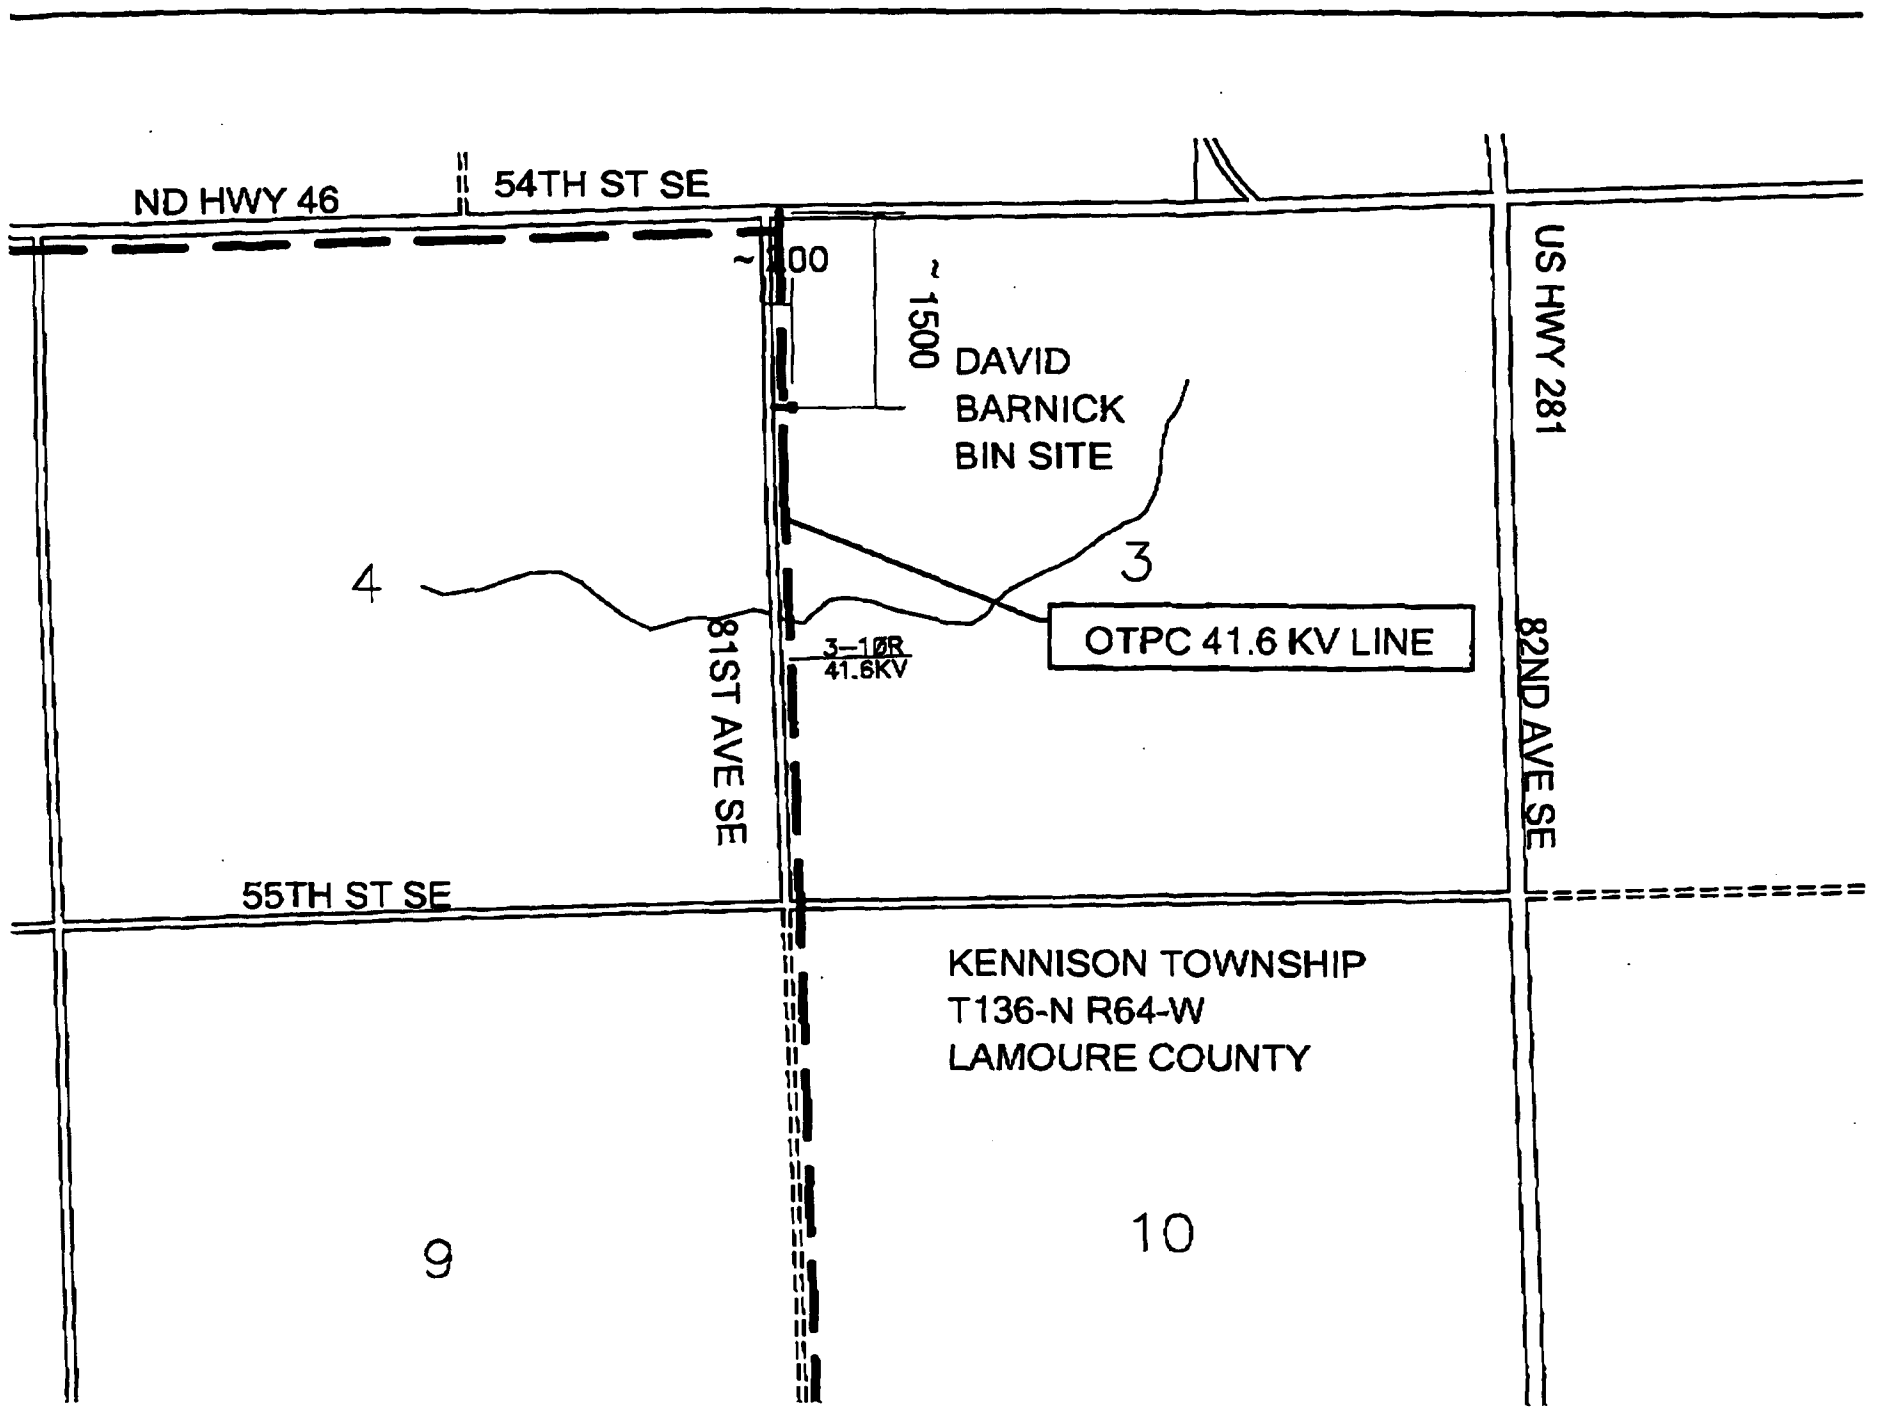 ND HWY 46
54TH ST SE
~ 1500
US HWY 281
DAVID
BARNICK
BIN SITE
4
3
OTPC 41.6 KV LINE
3-1ØR
41.6KV
81ST AVE SE
82ND AVE SE
55TH ST SE
KENNISON TOWNSHIP
T136-N R64-W
LAMOURE COUNTY
9
10